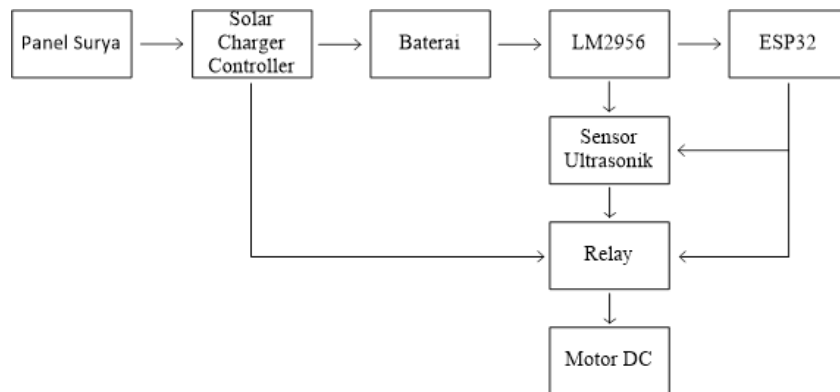 Panel Surya
Solar
Charger
Controller
Baterai
LM2956
ESP32
Sensor
Ultrasonik
Relay
Motor DC